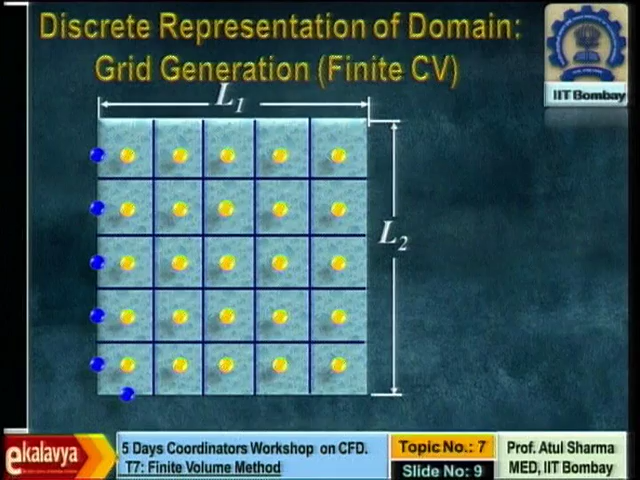 Discrete Representation of Domain:
Grid Generation (Finite CV)
IIT Bombay
L1
L2
ekalavya
5 Days Coordinators Workshop on CFD.
T7: Finite Volume Method
Topic No.: 7
Slide No: 9
Prof. Atul Sharma
MED, IIT Bombay